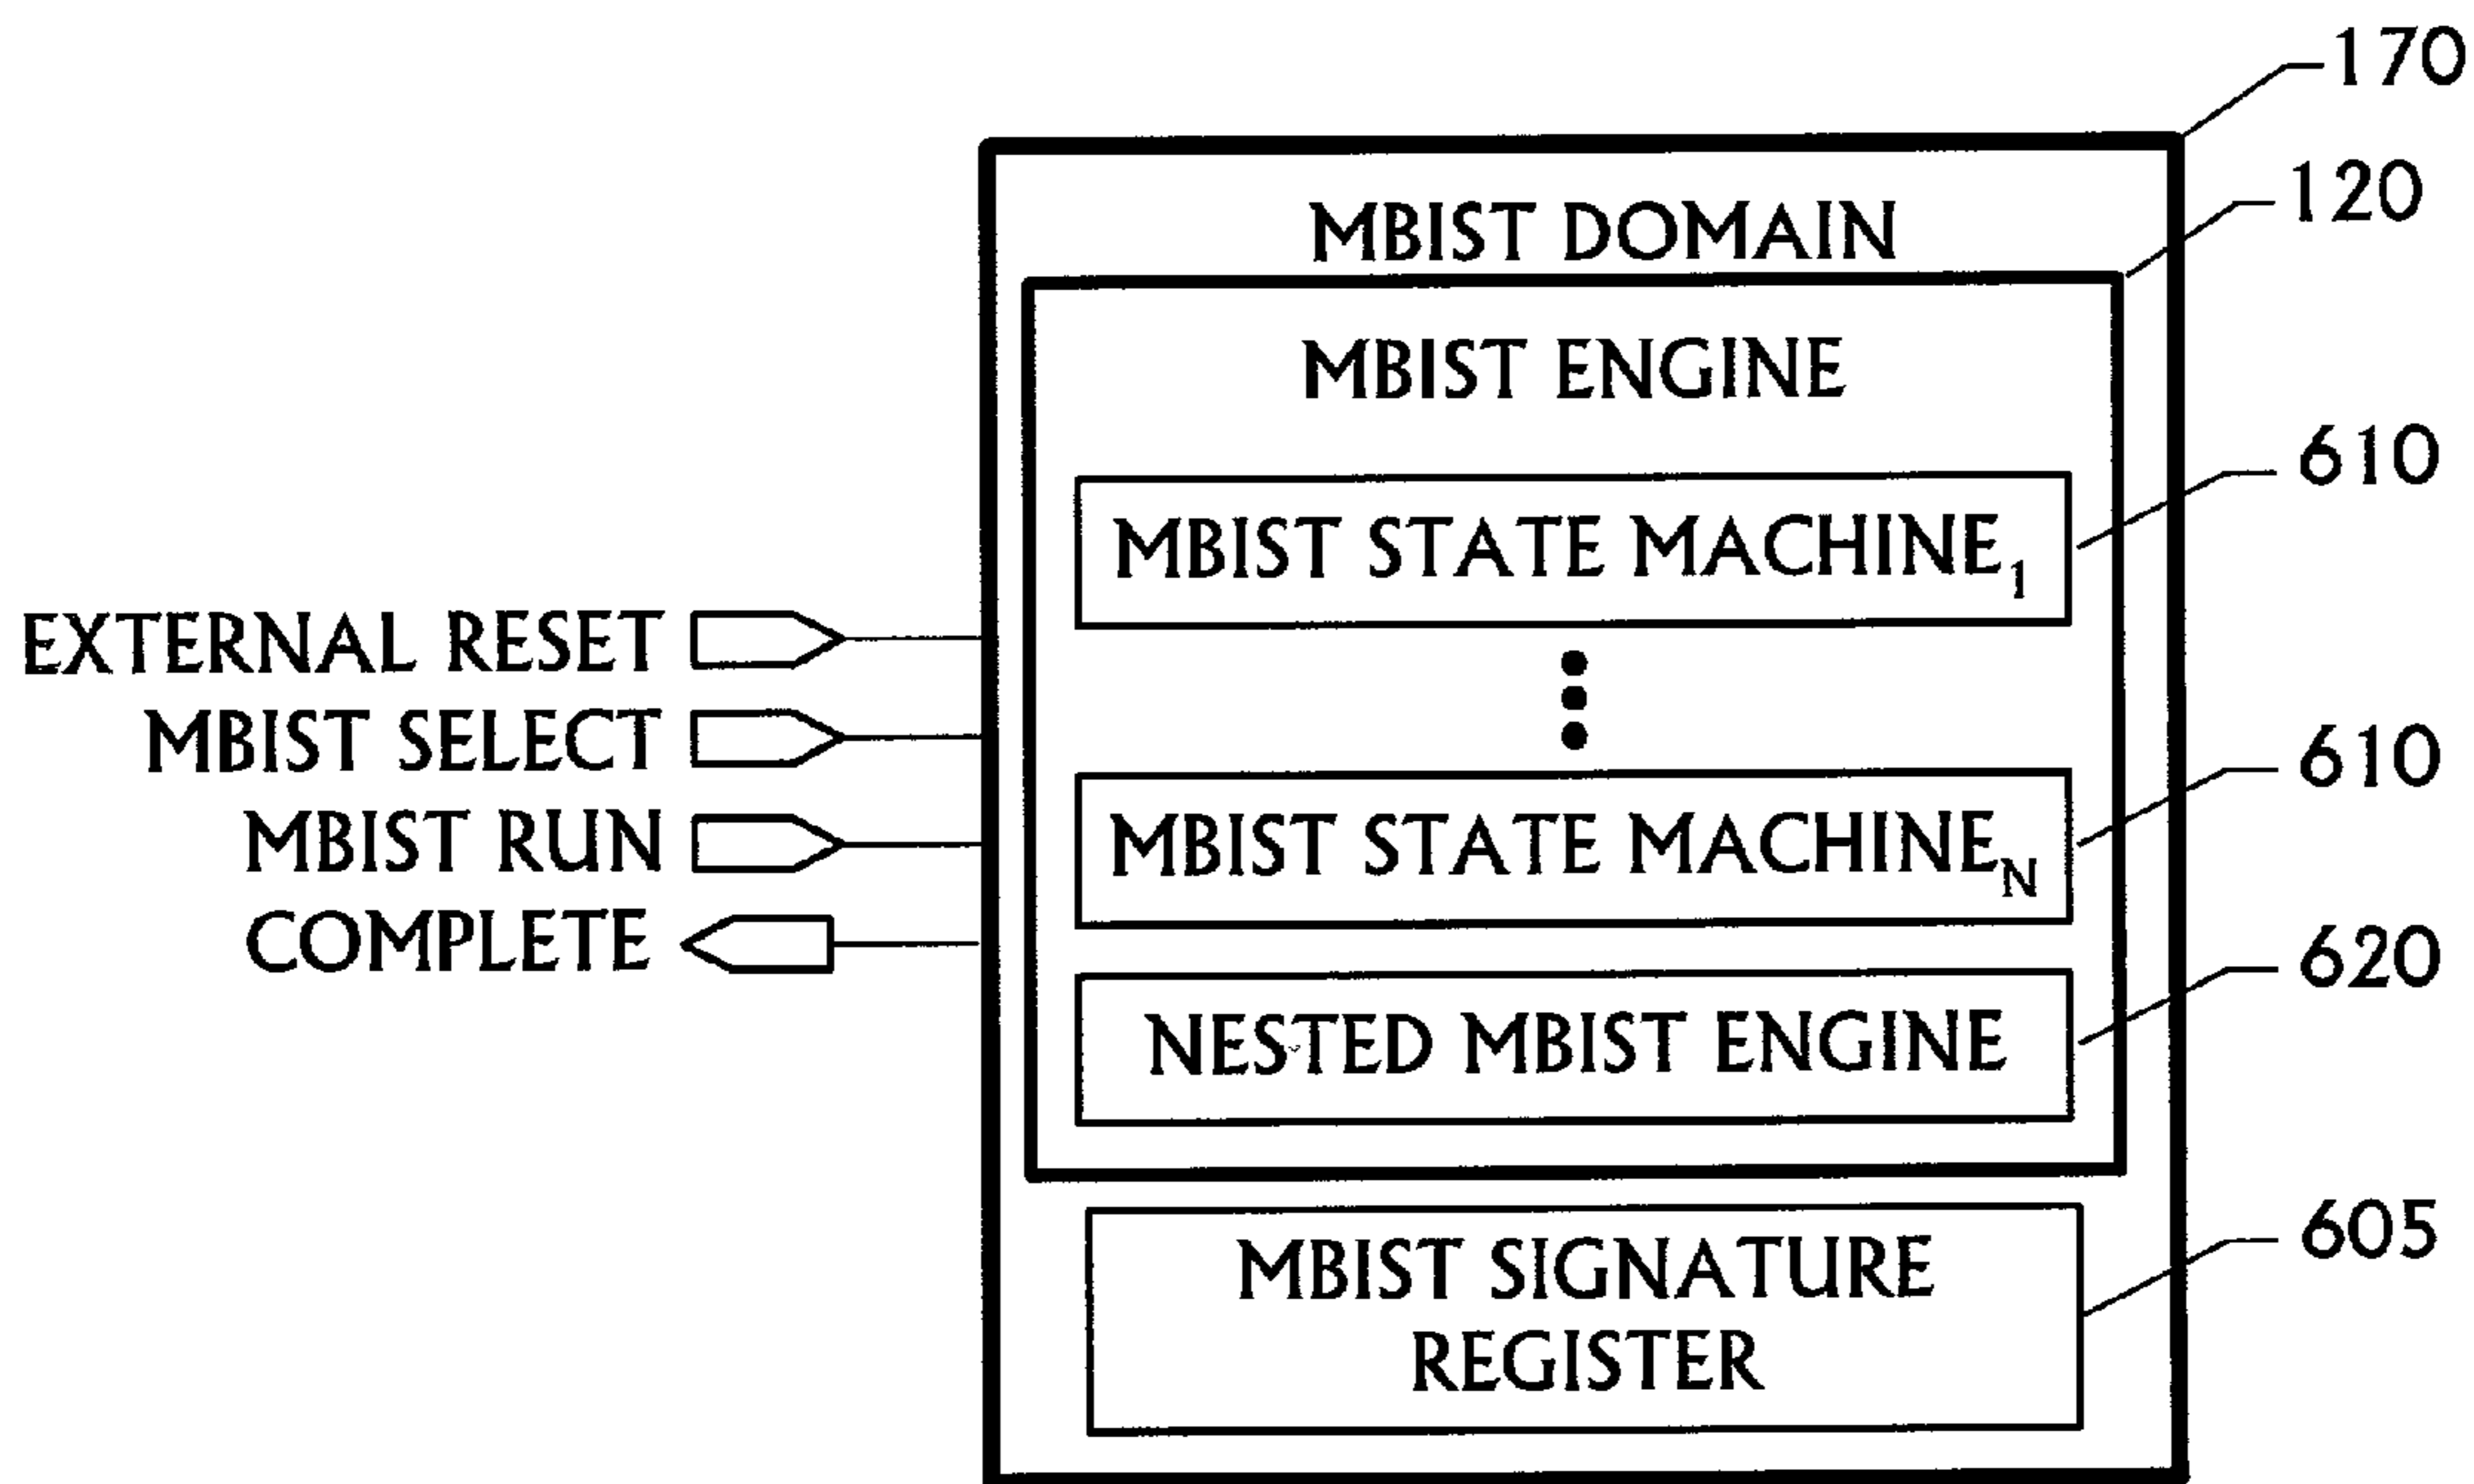 170
120
MBIST DOMAIN
MBIST ENGINE
610
MBIST STATE MACHINE1
EXTERNAL RESET
MBIST SELECT
MBIST RUN
COMPLETE
610
MBIST STATE MACHINEN
620
NESTED MBIST ENGINE
605
MBIST SIGNATURE
REGISTER